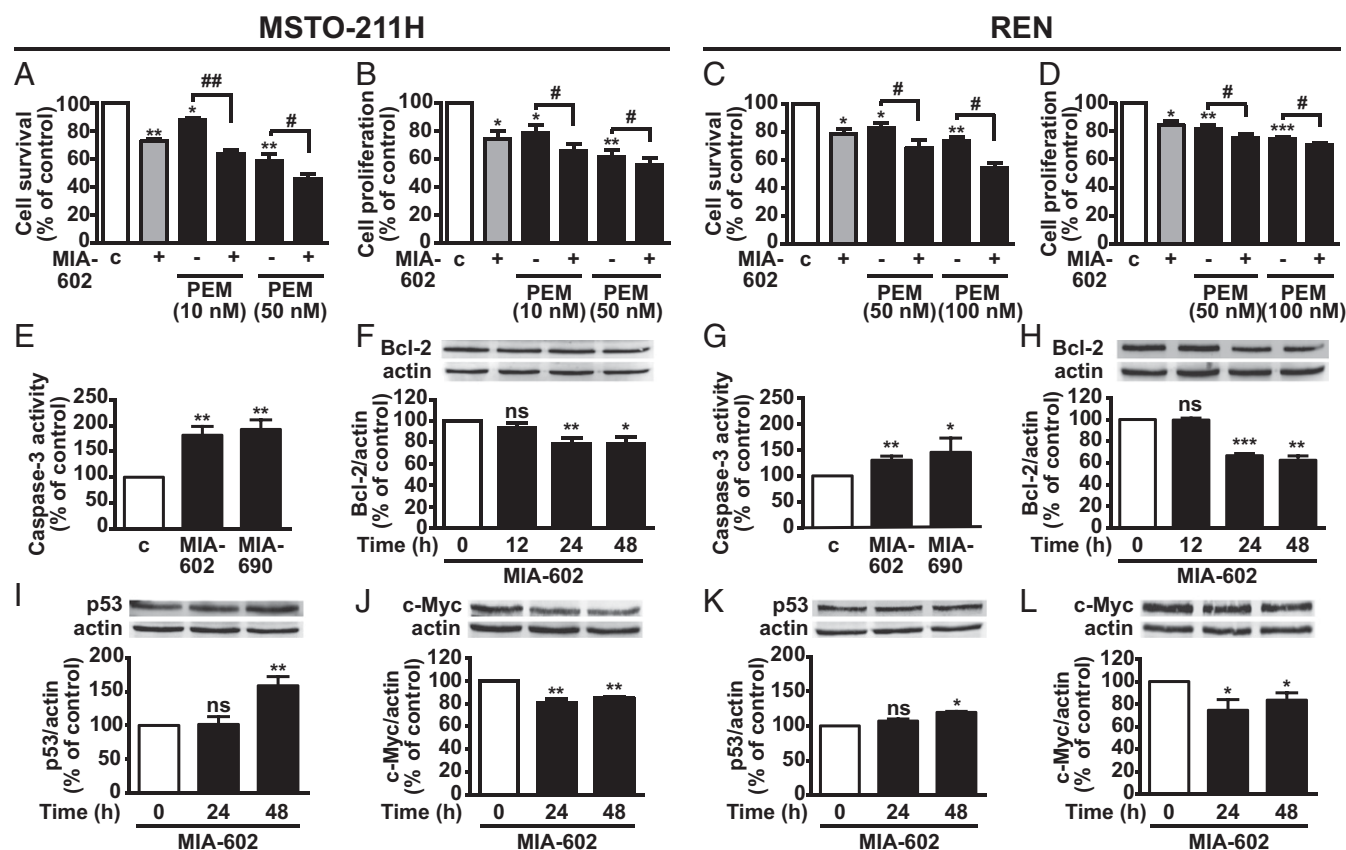 MSTO-211H
REN
A
Cell survival
(% of control)
100
80
60
40
20
0
**
*
##
**
#
MIA-
602
c + - + - +
PEM
(10 nM)
PEM
(50 nM)
B
Cell proliferation
(% of control)
100
80
60
40
20
0
*
*
#
**
#
c + - + - +
PEM
(10 nM)
PEM
(50 nM)
C
Cell survival
(% of control)
100
80
60
40
20
0
*
*
#
**
#
MIA-
602
c + - + - +
PEM
(50 nM)
PEM
(100 nM)
D
Cell proliferation
(% of control)
100
80
60
40
20
0
*
**
#
***
#
c + - + - +
PEM
(50 nM)
PEM
(100 nM)
E
Caspase-3 activity
(% of control)
250
200
150
100
50
0
**
**
c
MIA-
602
MIA-
690
F
Bcl-2
actin
Bcl-2/actin
(% of control)
120
100
80
60
40
20
0
ns
**
*
Time (h) 0 12 24 48
MIA-602
G
Caspase-3 activity
(% of control)
250
200
150
100
50
0
**
*
c
MIA-
602
MIA-
690
H
Bcl-2
actin
Bcl-2/actin
(% of control)
120
100
80
60
40
20
0
ns
***
**
Time (h) 0 12 24 48
MIA-602
I
p53
actin
p53/actin
(% of control)
200
150
100
50
0
ns
**
Time (h) 0 24 48
MIA-602
J
c-Myc
actin
c-Myc/actin
(% of control)
120
100
80
60
40
20
0
**
**
Time (h) 0 24 48
MIA-602
K
p53
actin
p53/actin
(% of control)
200
150
100
50
0
ns
*
Time (h) 0 24 48
MIA-602
L
c-Myc
actin
c-Myc/actin
(% of control)
120
100
80
60
40
20
0
*
*
Time (h) 0 24 48
MIA-602